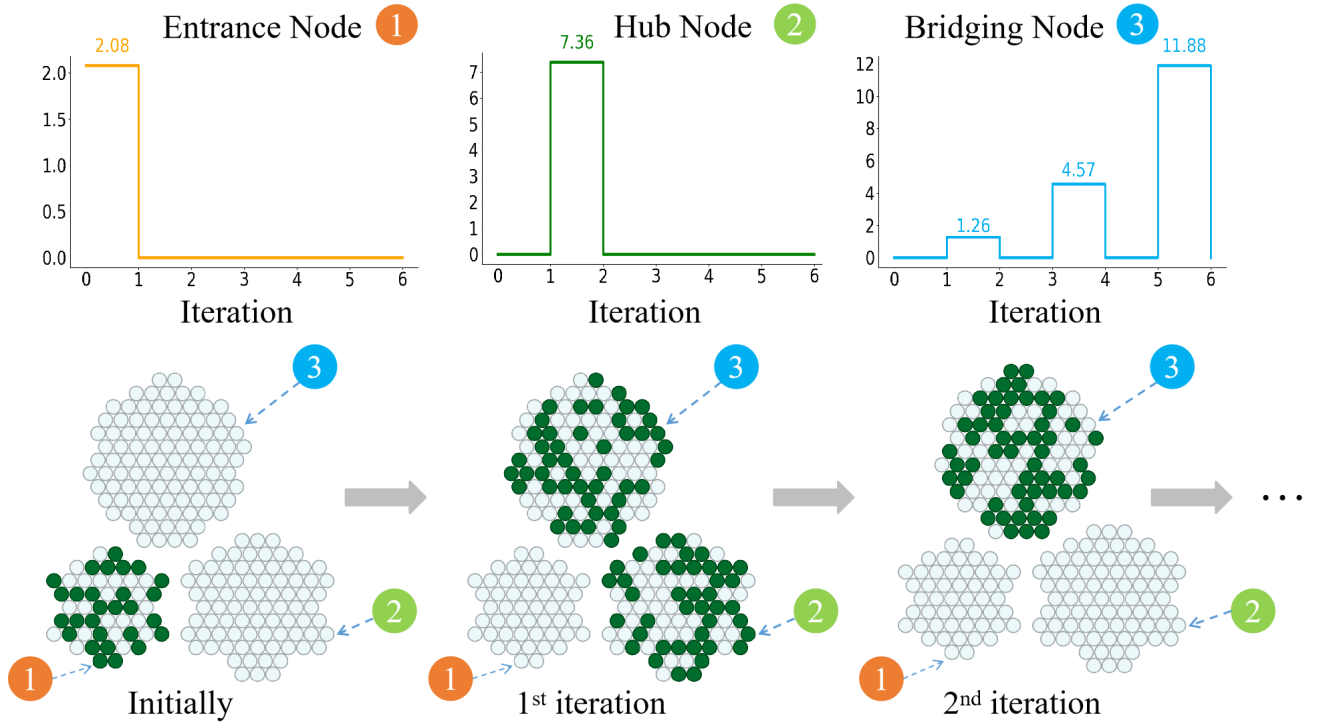 Entrance Node 1
2.08
2.0
1.5
1.0
0.5
0.0
0 1 2 3 4 5 6
Iteration
Hub Node 2
7.36
7
6
5
4
3
2
1
0
0 1 2 3 4 5 6
Iteration
Bridging Node 3
11.88
4.57
1.26
12
10
8
6
4
2
0
0 1 2 3 4 5 6
Iteration
3
2
1
Initially
3
2
1
1st iteration
3
2
1
2nd iteration
...